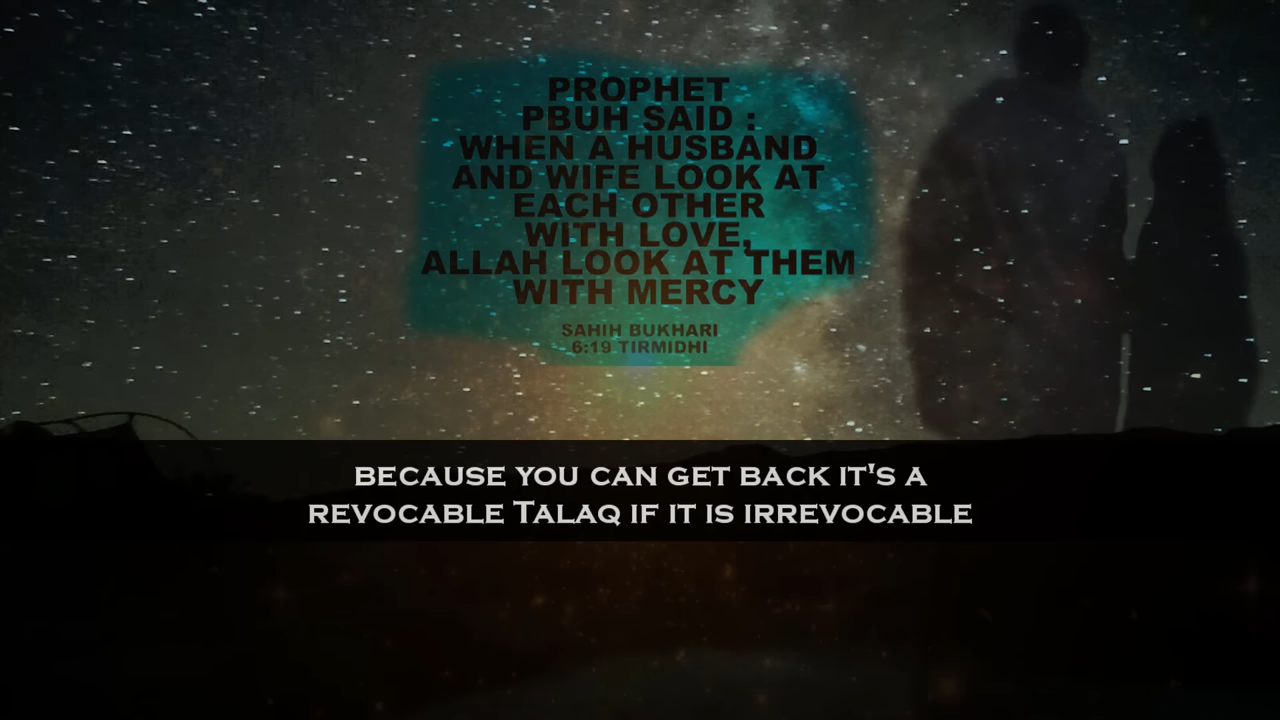 PROPHET
PBUH SAID :
WHEN A HUSBAND
AND WIFE LOOK AT
EACH OTHER
WITH LOVE,
ALLAH LOOK AT THEM
WITH MERCY
SAHIH BUKHARI
6:19 TIRMIDHI
BECAUSE YOU CAN GET BACK IT'S A
REVOCABLE TALAQ IF IT IS IRREVOCABLE